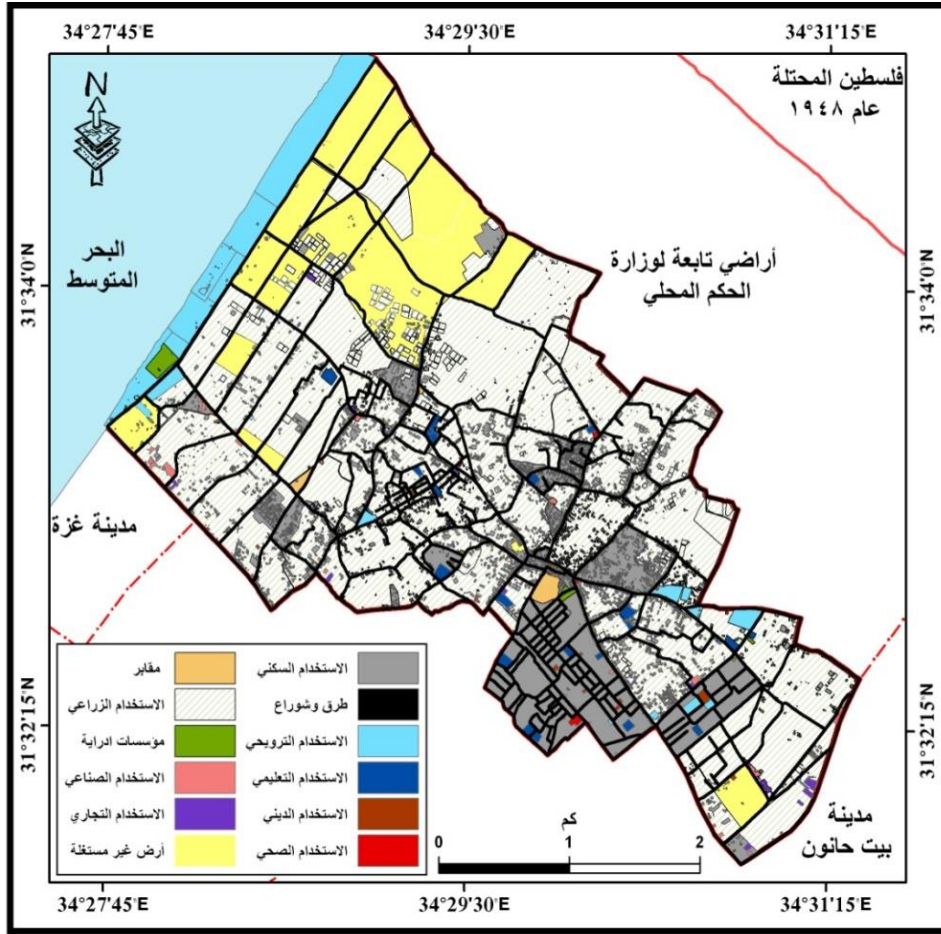 34°27'45"E
34°29'30"E
34°31'15"E
فلسطين المحتلة
عام ١٩٤٨
N
البحر
المتوسط
أراضي تابعة لوزارة
الحكم المحلي
31°34'0"N
31°34'0"N
مدينة غزة
31°32'15"N
31°32'15"N
الاستخدام السكني
مقابر
طرق وشوراع
الاستخدام الزراعي
الاستخدام الترويحي
مؤسسات ادراية
الاستخدام التعليمي
الاستخدام الصناعي
الاستخدام الديني
الاستخدام التجاري
الاستخدام الصحي
أرض غير مستغلة
كم
0
1
2
مدينة
بيت حانون
34°27'45"E
34°29'30"E
34°31'15"E